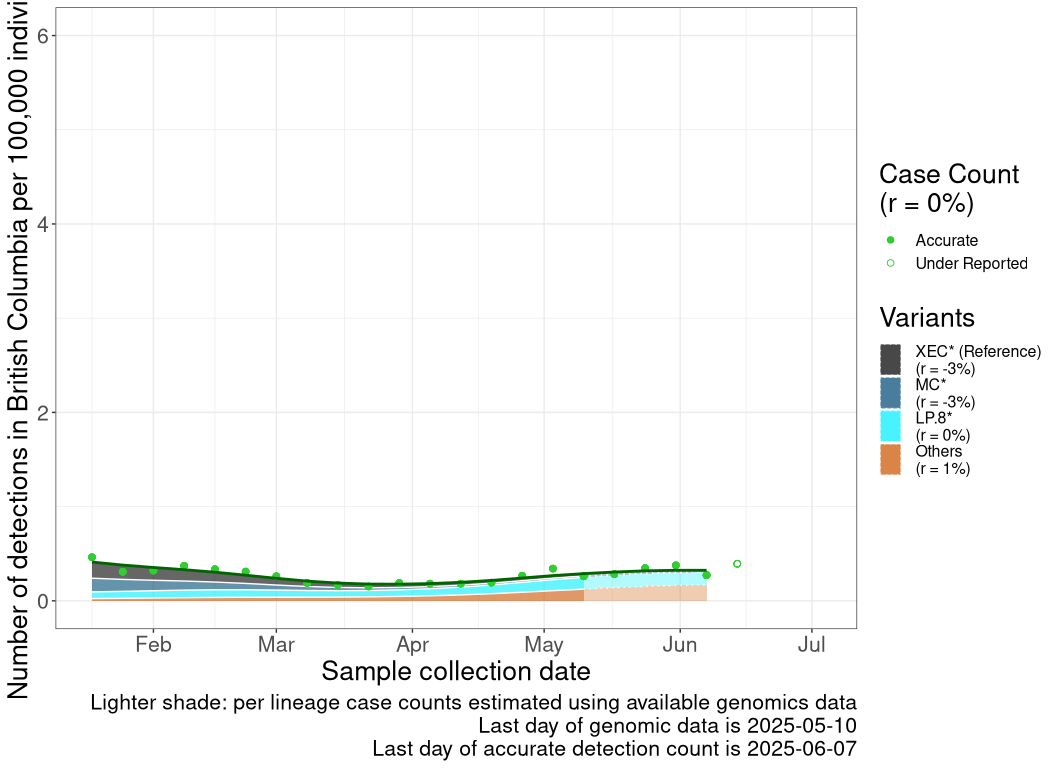 Number of detections in British Columbia per 100,000
6
4
2
0
Feb
Mar
Apr
May
Jun
Jul
Sample collection date
Lighter shade: per lineage case counts estimated using available genomics data
Last day of genomic data is 2025-05-10
Last day of accurate detection count is 2025-06-07
Case Count
(r = 0%)
Accurate
Under Reported
Variants
XEC* (Reference)
(r = -3%)
MC*
(r = -3%)
LP.8*
(r = 0%)
Others
(r = 1%)